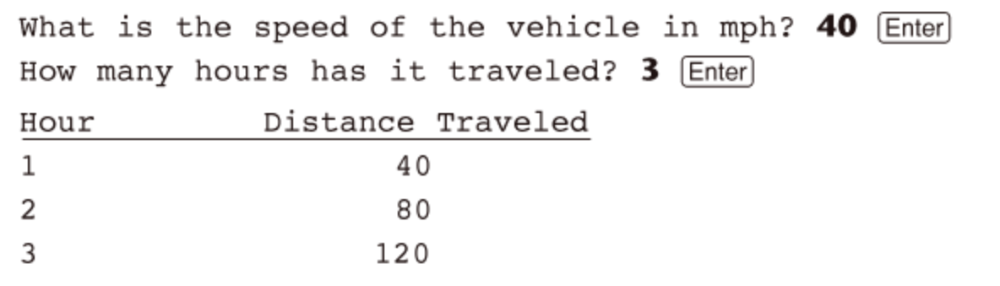 What is the speed of the vehicle in mph? 40 Enter
How many hours has it traveled? 3 Enter
Hour Distance Traveled
1 40
2 80
3 120